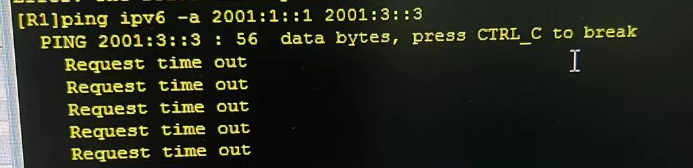 [R1]ping ipv6 -a 2001:1::1 2001:3::3
PING 2001:3::3 : 56 data bytes, press CTRL_C to break
Request time out
Request time out
Request time out
Request time out
Request time out